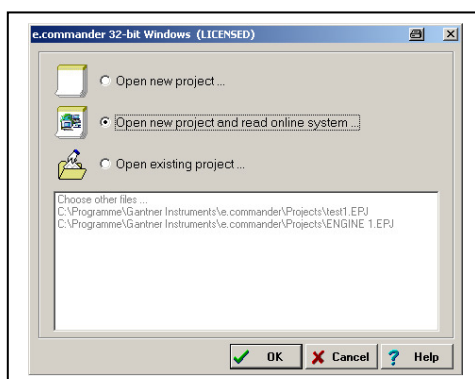 e.commander 32-bit Windows (LICENSED)
Open new project ...
Open new project and read online system ...
Open existing project ...
Choose other files ...
C:\Programme\Gantner Instruments\e.commander\Projects\test1.EPJ
C:\Programme\Gantner Instruments\e.commander\Projects\ENGINE 1.EPJ
OK Cancel Help